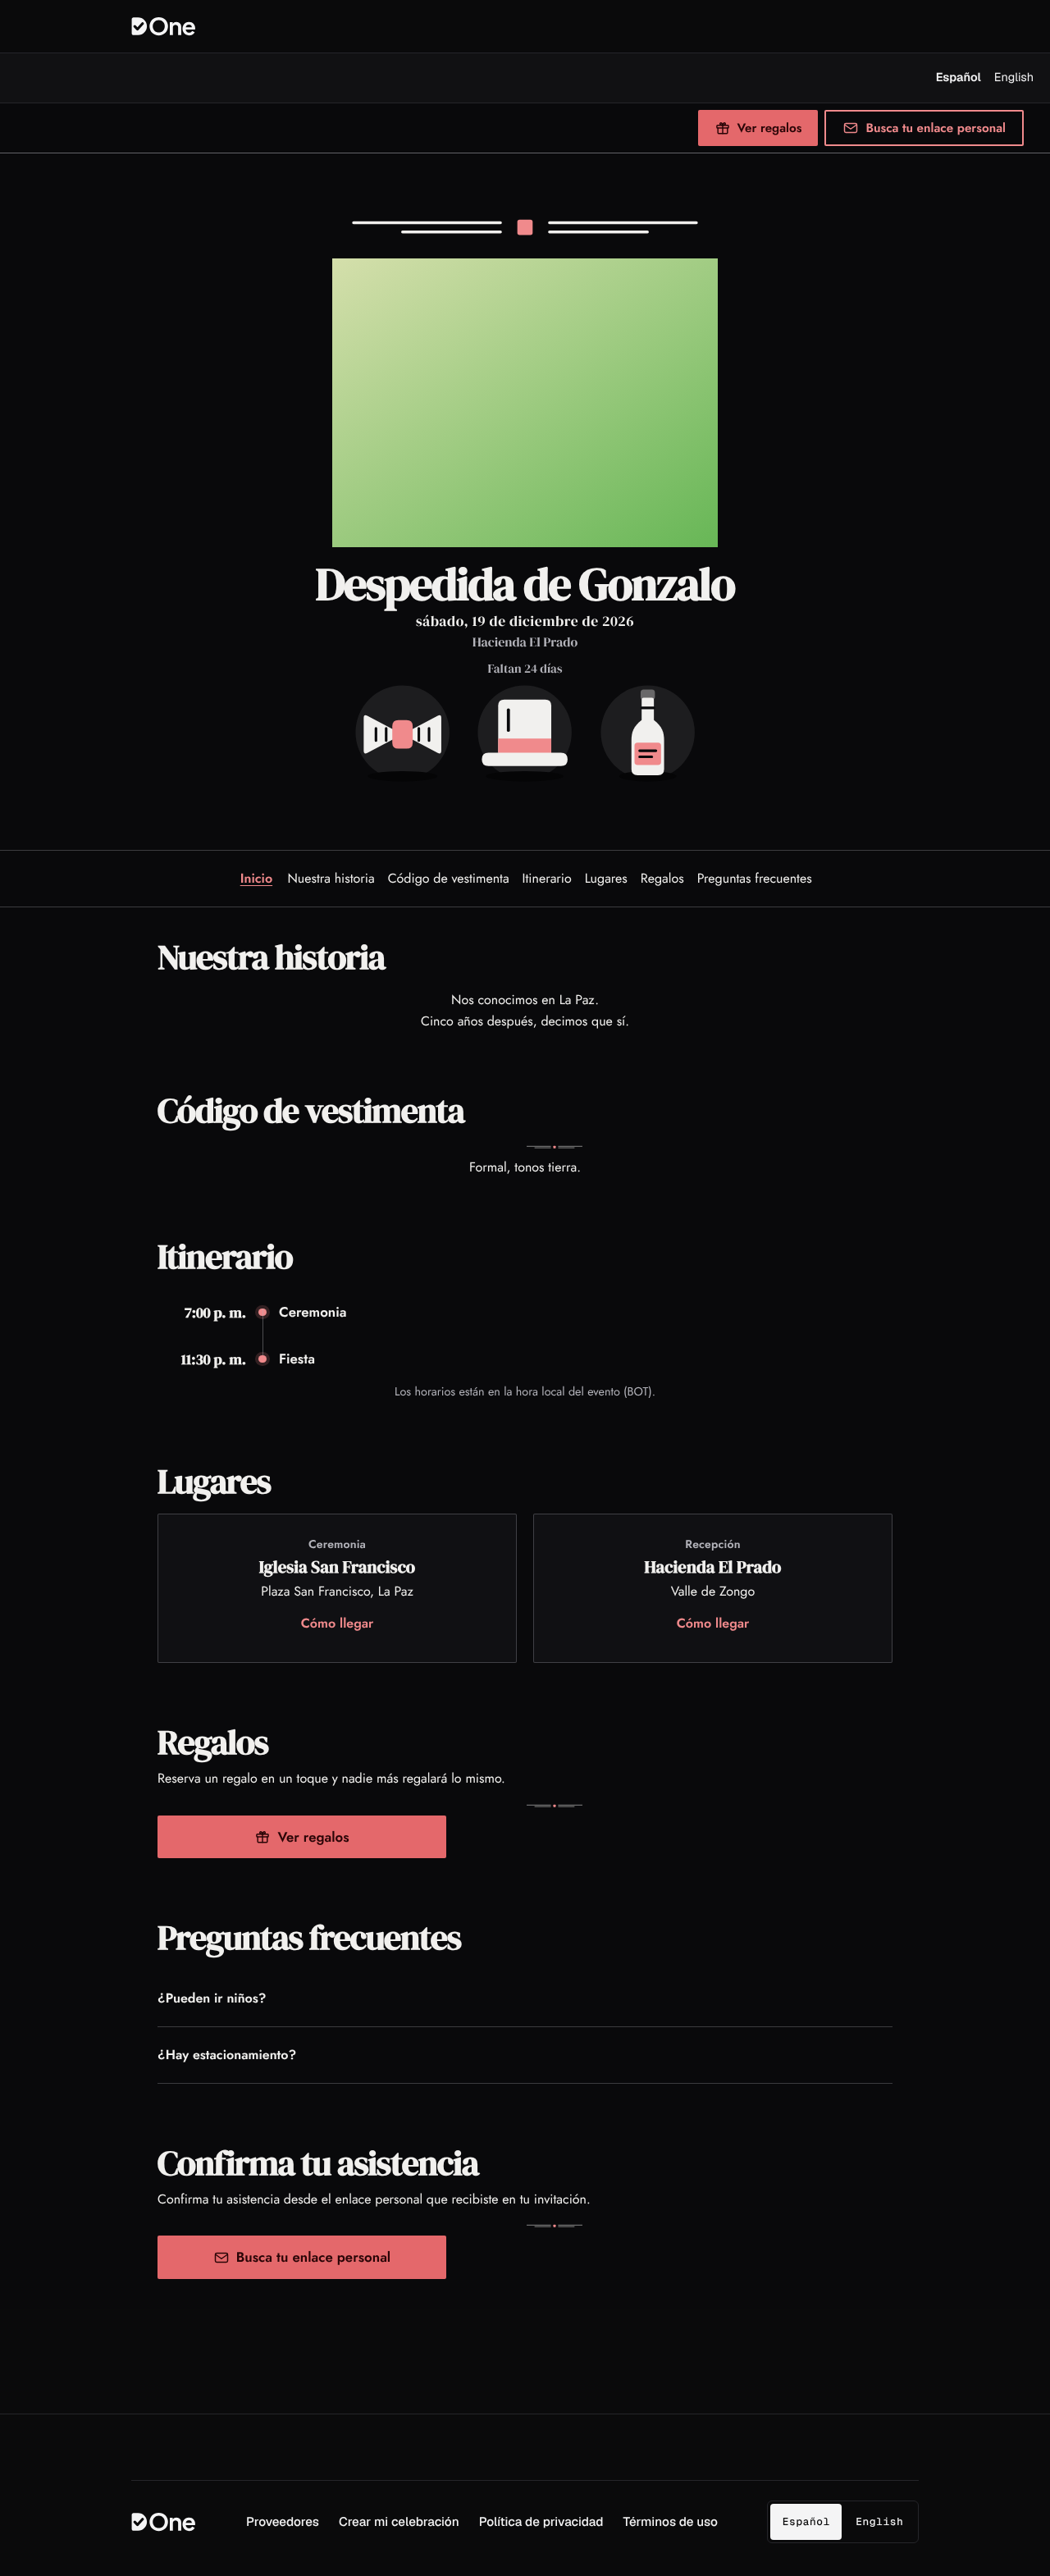 One
Español English
Ver regalos Busca tu enlace personal
Despedida de Gonzalo
sábado, 19 de diciembre de 2026
Hacienda El Prado
Faltan 24 días
Inicio Nuestra historia Código de vestimenta Itinerario Lugares Regalos Preguntas frecuentes
Nuestra historia
Nos conocimos en La Paz.
Cinco años después, decimos que sí.
Código de vestimenta
Formal, tonos tierra.
Itinerario
7:00 p. m. Ceremonia
11:30 p. m. Fiesta
Los horarios están en la hora local del evento (BOT).
Lugares
Ceremonia
Iglesia San Francisco
Plaza San Francisco, La Paz
Cómo llegar
Recepción
Hacienda El Prado
Valle de Zongo
Cómo llegar
Regalos
Reserva un regalo en un toque y nadie más regalará lo mismo.
Ver regalos
Preguntas frecuentes
¿Pueden ir niños?
¿Hay estacionamiento?
Confirma tu asistencia
Confirma tu asistencia desde el enlace personal que recibiste en tu invitación.
Busca tu enlace personal
One Proveedores Crear mi celebración Política de privacidad Términos de uso Español English